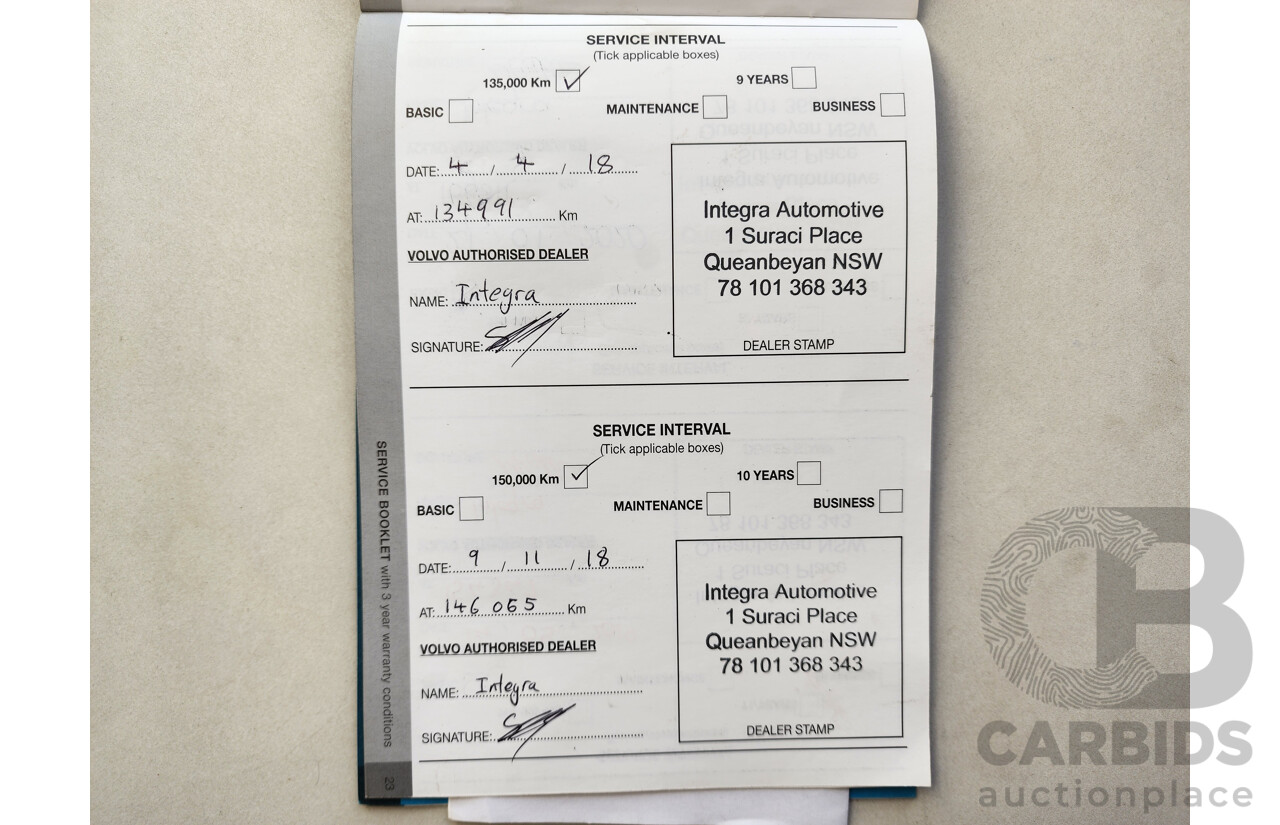 SERVICE INTERVAL
(Tick applicable boxes)
135,000 Km 9 YEARS
BASIC MAINTENANCE BUSINESS
DATE: 4 / 4 / 18
AT: 134991 Km
VOLVO AUTHORISED DEALER
NAME: Integra
SIGNATURE:
Integra Automotive
1 Suraci Place
Queanbeyan NSW
78 101 368 343
DEALER STAMP
SERVICE INTERVAL
(Tick applicable boxes)
150,000 Km 10 YEARS
BASIC MAINTENANCE BUSINESS
DATE: 9 / 11 / 18
AT: 146 065 Km
VOLVO AUTHORISED DEALER
NAME: Integra
SIGNATURE:
Integra Automotive
1 Suraci Place
Queanbeyan NSW
78 101 368 343
DEALER STAMP
SERVICE BOOKLET with 3 year warranty conditions
23
CB
CARBIDS
auctionplace